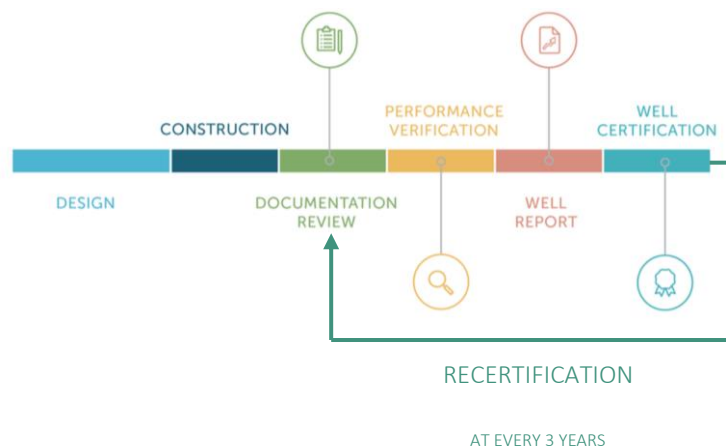 PERFORMANCE
VERIFICATION
WELL
CERTIFICATION
CONSTRUCTION
DESIGN
DOCUMENTATION
REVIEW
WELL
REPORT
RECERTIFICATION
AT EVERY 3 YEARS